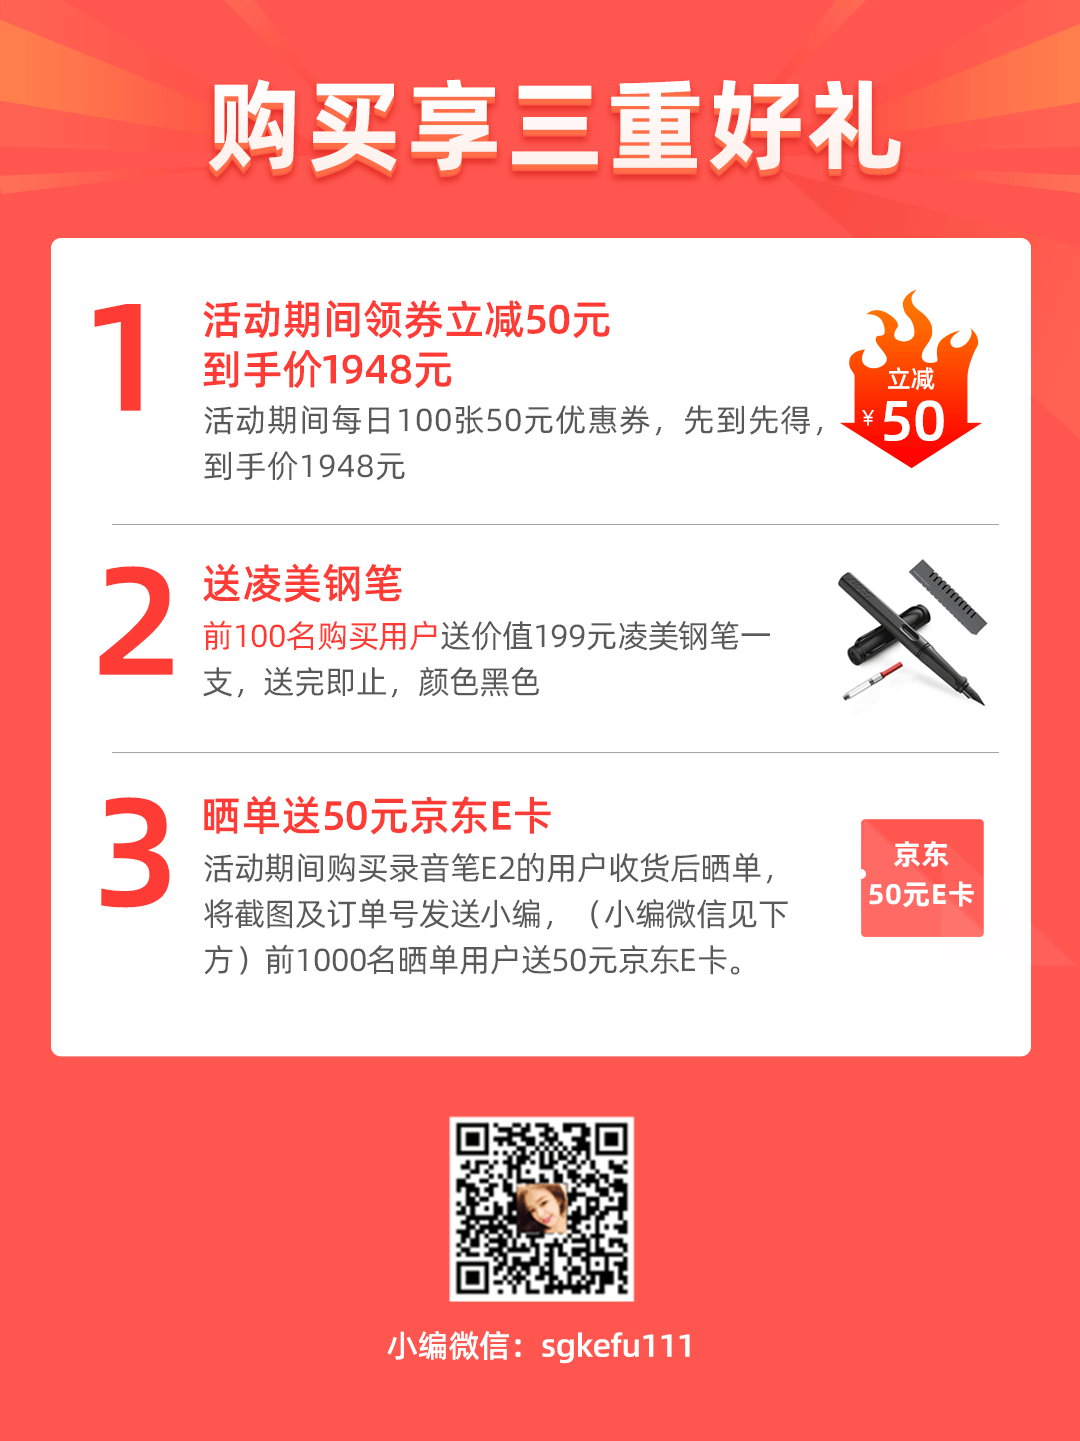 购买享三重好礼
1
活动期间领券立减50元
到手价1948元
活动期间每日100张50元优惠券，先到先得，
到手价1948元
立减
¥50
2
送凌美钢笔
前100名购买用户送价值199元凌美钢笔一
支，送完即止，颜色黑色
3
晒单送50元京东E卡
活动期间购买录音笔E2的用户收货后晒单，
将截图及订单号发送小编，（小编微信见下
方）前1000名晒单用户送50元京东E卡。
京东
50元E卡
小编微信：sgkefu111